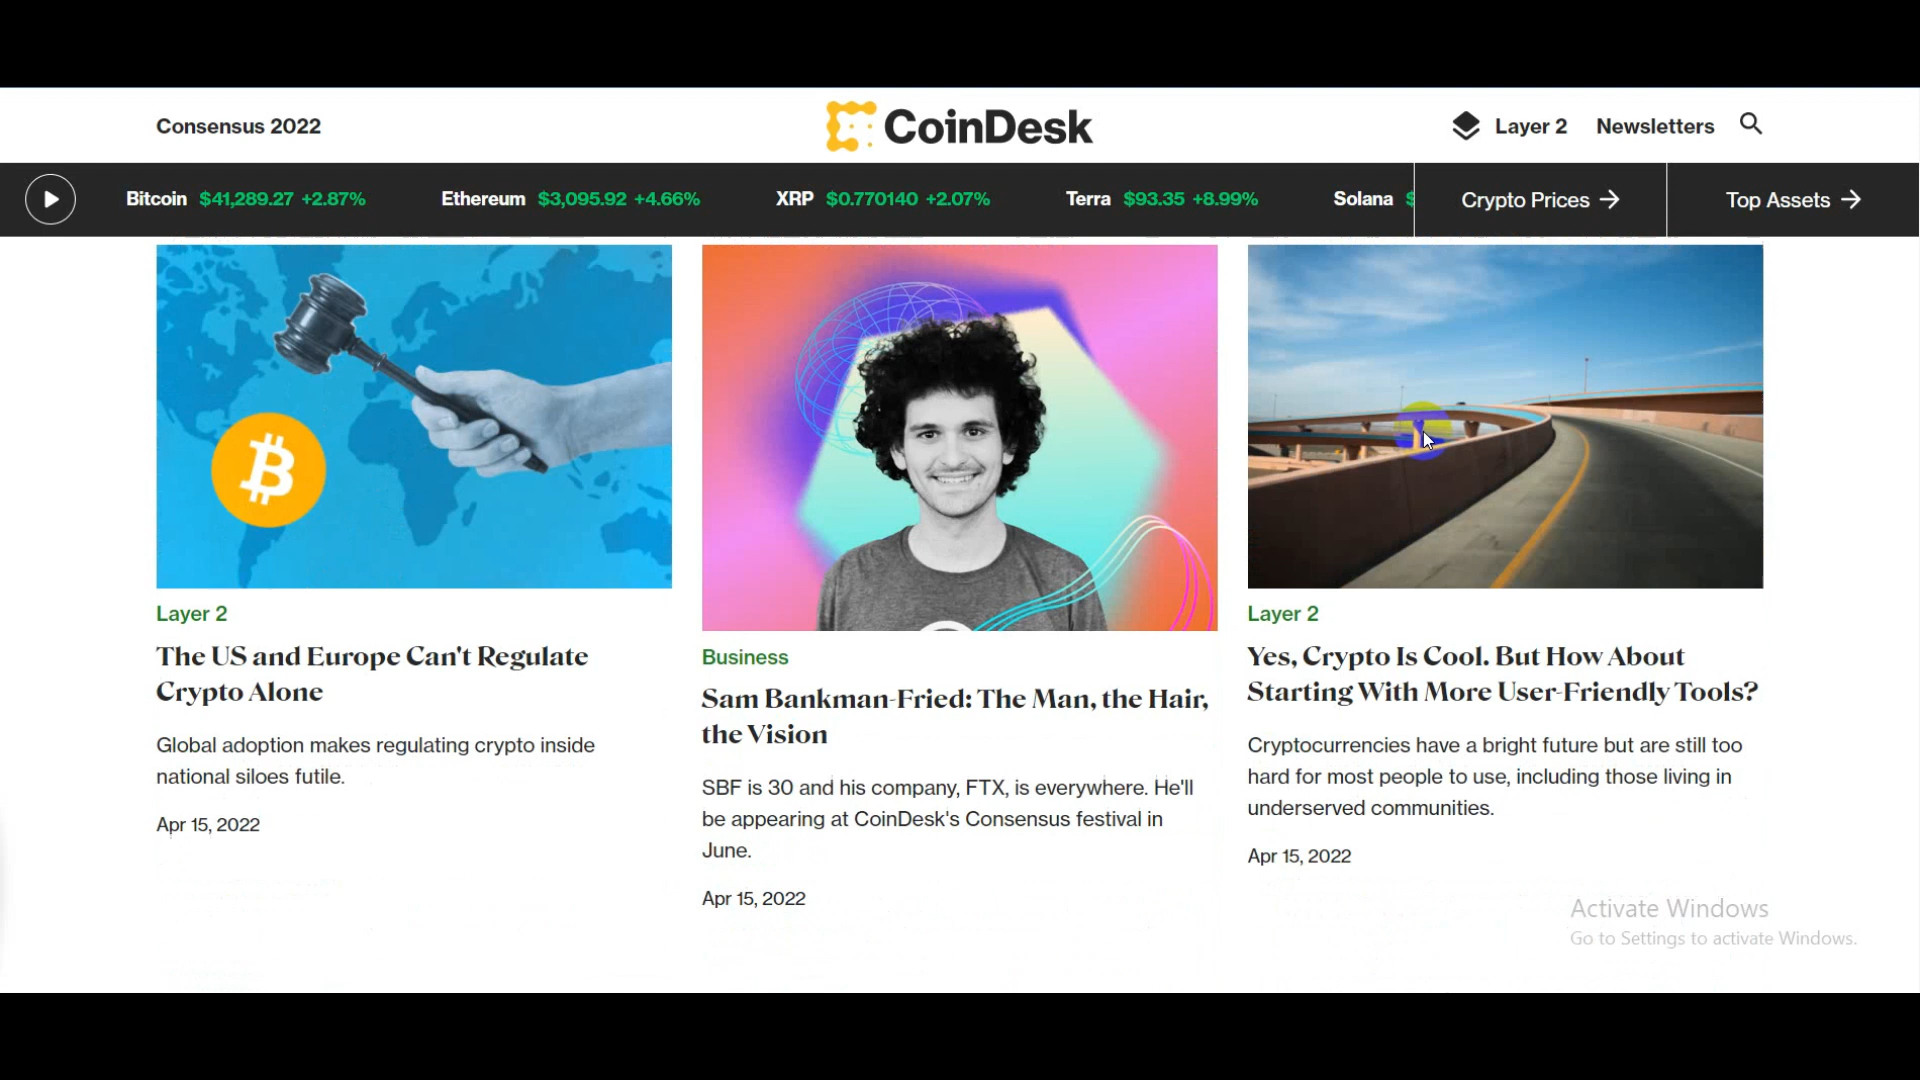 Consensus 2022
CoinDesk
Layer 2
Newsletters
Bitcoin $41,289.27 +2.87%
Ethereum $3,095.92 +4.66%
XRP $0.770140 +2.07%
Terra $93.35 +8.99%
Solana $
Crypto Prices →
Top Assets →
Layer 2
The US and Europe Can't Regulate
Crypto Alone
Global adoption makes regulating crypto inside
national siloes futile.
Apr 15, 2022
Business
Sam Bankman-Fried: The Man, the Hair,
the Vision
SBF is 30 and his company, FTX, is everywhere. He'll
be appearing at CoinDesk's Consensus festival in
June.
Apr 15, 2022
Layer 2
Yes, Crypto Is Cool. But How About
Starting With More User-Friendly Tools?
Cryptocurrencies have a bright future but are still too
hard for most people to use, including those living in
underserved communities.
Apr 15, 2022
Activate Windows
Go to Settings to activate Windows.